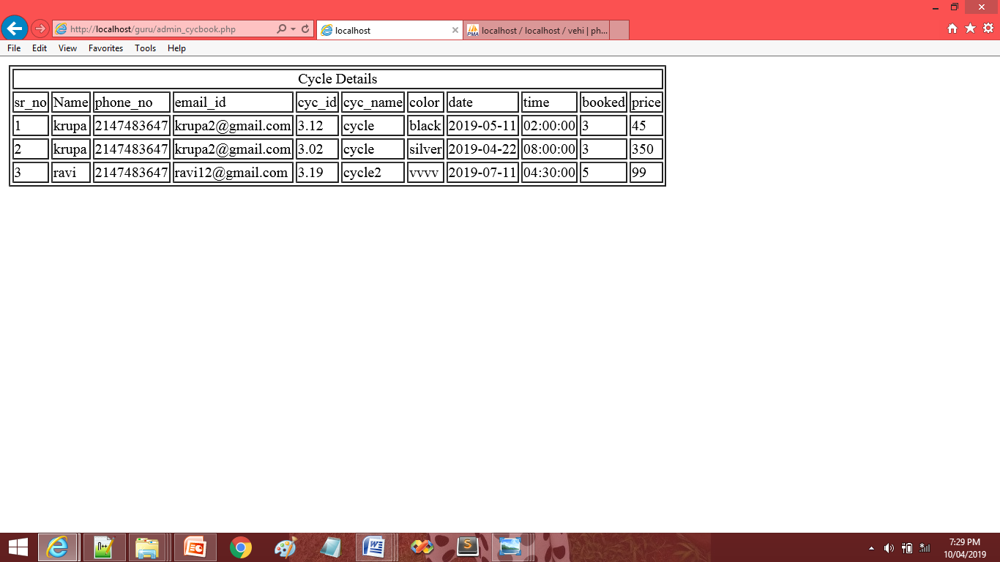 http://localhost/guru/admin_cycbook.php
localhost
localhost / localhost / vehi | ph...
File Edit View Favorites Tools Help
Cycle Details
sr_no Name phone_no email_id cyc_id cyc_name color date time booked price
1 krupa 2147483647 krupa2@gmail.com 3.12 cycle black 2019-05-11 02:00:00 3 45
2 krupa 2147483647 krupa2@gmail.com 3.02 cycle silver 2019-04-22 08:00:00 3 350
3 ravi 2147483647 ravi12@gmail.com 3.19 cycle2 vvvv 2019-07-11 04:30:00 5 99
7:29 PM
10/04/2019